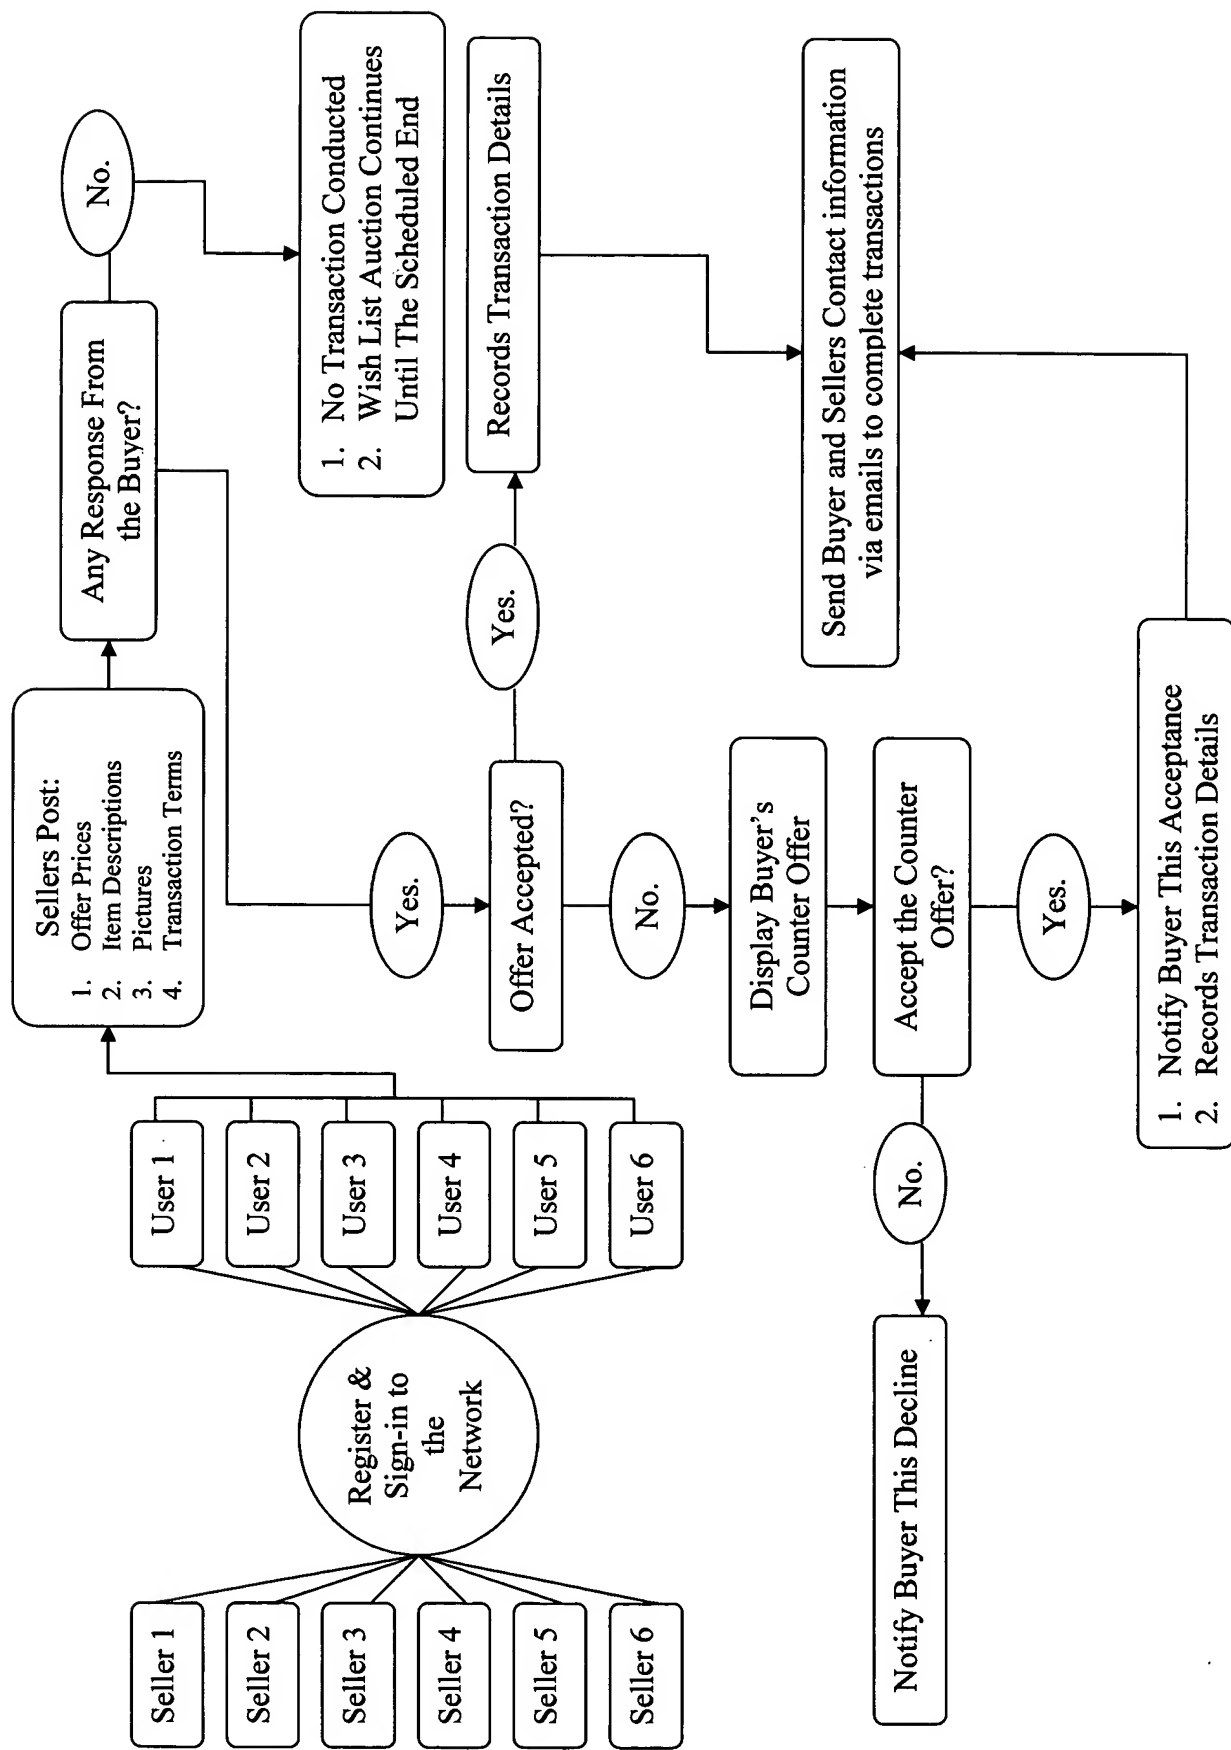 Seller 1
Seller 2
Seller 3
Seller 4
Seller 5
Seller 6
Register &
Sign-in to
the
Network
User 1
User 2
User 3
User 4
User 5
User 6
Sellers Post:
1. Offer Prices
2. Item Descriptions
3. Pictures
4. Transaction Terms
Any Response From
the Buyer?
No.
1. No Transaction Conducted
2. Wish List Auction Continues
Until The Scheduled End
Yes.
Offer Accepted?
Yes.
Records Transaction Details
No.
Display Buyer's
Counter Offer
Accept the Counter
Offer?
No.
Notify Buyer This Decline
Yes.
1. Notify Buyer This Acceptance
2. Records Transaction Details
Send Buyer and Sellers Contact information
via emails to complete transactions